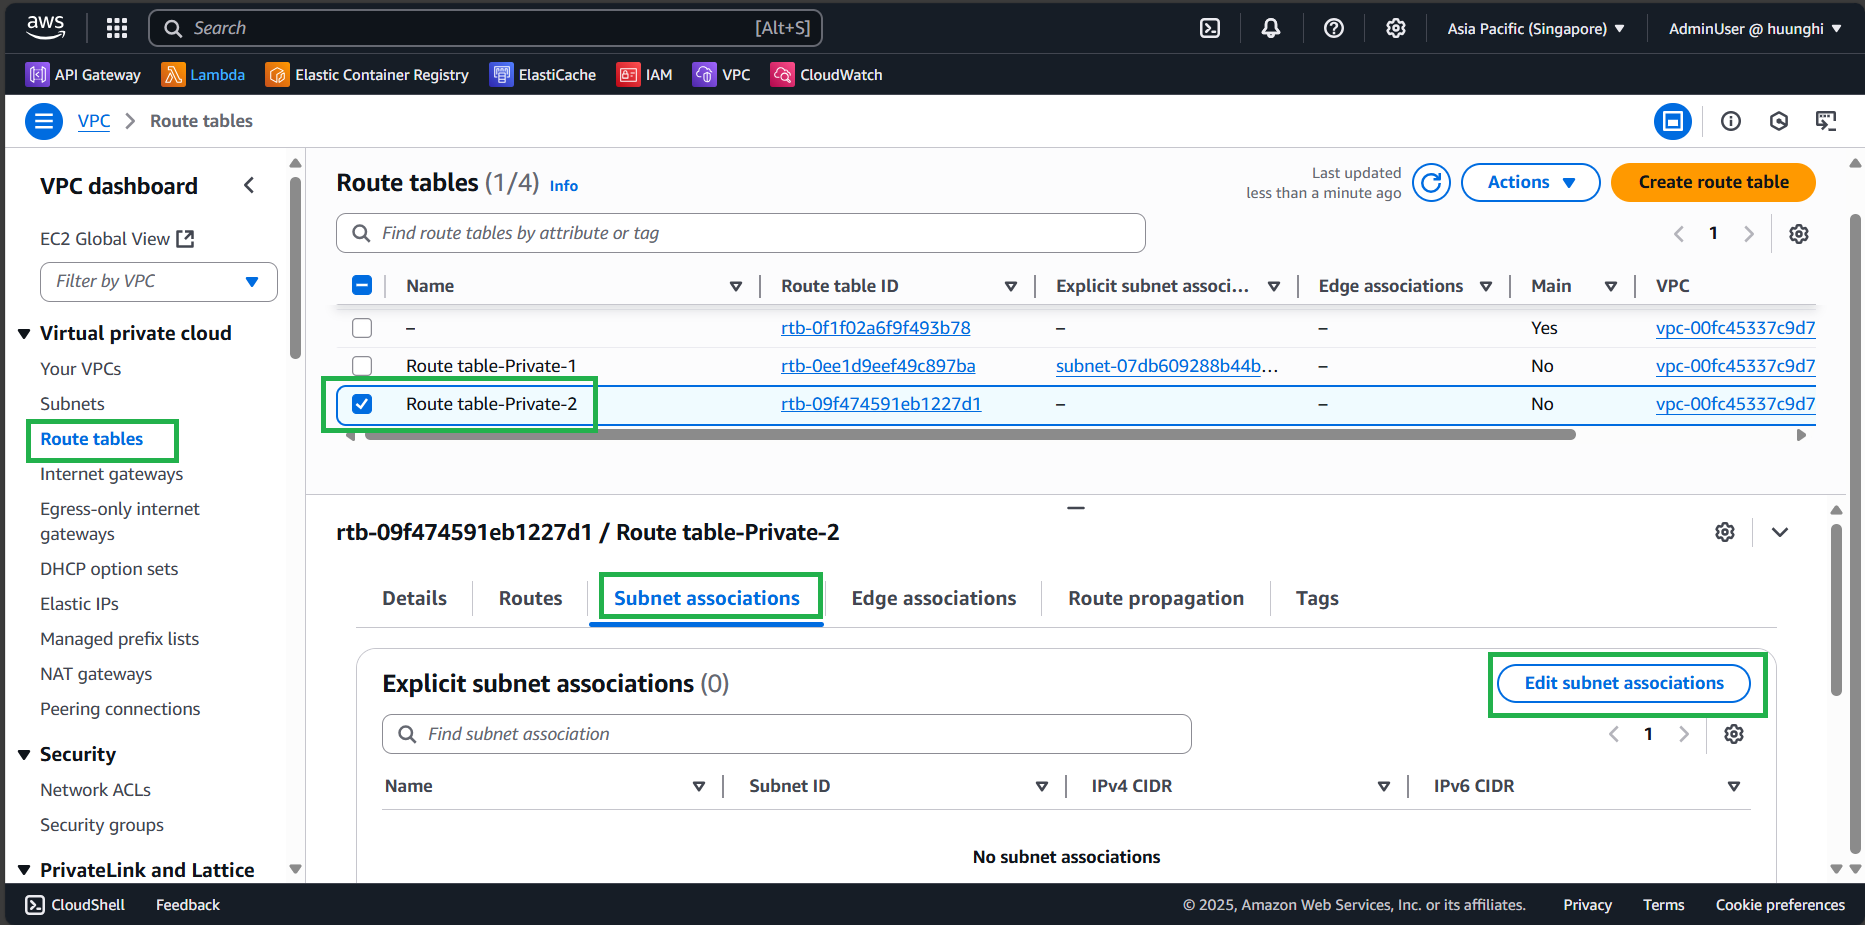 aws
Search [Alt+S]
Asia Pacific (Singapore)
AdminUser @ huunghi
API Gateway
Lambda
Elastic Container Registry
ElastiCache
IAM
VPC
CloudWatch
VPC > Route tables
VPC dashboard
EC2 Global View
Filter by VPC
Virtual private cloud
Your VPCs
Subnets
Route tables
Internet gateways
Egress-only internet
gateways
DHCP option sets
Elastic IPs
Managed prefix lists
NAT gateways
Peering connections
Security
Network ACLs
Security groups
PrivateLink and Lattice
Route tables (1/4) Info
Last updated
less than a minute ago
Actions
Create route table
Find route tables by attribute or tag
1
Name Route table ID Explicit subnet associ... Edge associations Main VPC
– rtb-0f1f02a6f9f493b78 – – Yes vpc-00fc45337c9d7
Route table-Private-1 rtb-0ee1d9eef49c897ba subnet-07db609288b44b... – No vpc-00fc45337c9d7
Route table-Private-2 rtb-09f474591eb1227d1 – – No vpc-00fc45337c9d7
rtb-09f474591eb1227d1 / Route table-Private-2
Details
Routes
Subnet associations
Edge associations
Route propagation
Tags
Explicit subnet associations (0)
Edit subnet associations
Find subnet association
1
Name Subnet ID IPv4 CIDR IPv6 CIDR
No subnet associations
CloudShell
Feedback
© 2025, Amazon Web Services, Inc. or its affiliates.
Privacy
Terms
Cookie preferences